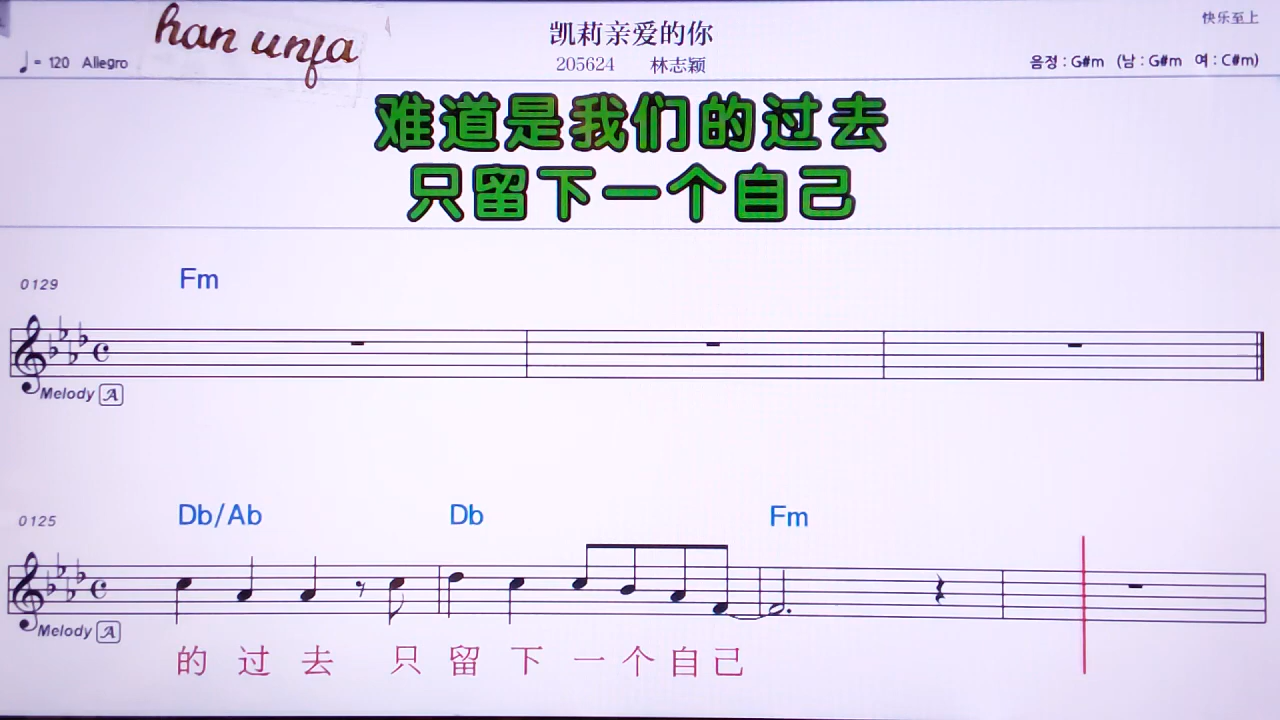 han unfa
凯莉亲爱的你
快乐至上
♩= 120 Allegro
205624 林志颖
음정 : G#m (남 : G#m 여 : C#m)
难道是我们的过去
只留下一个自己
0129
Fm
Melody A
0125
Db/Ab Db Fm
Melody A
的 过 去 只 留 下 一 个 自 己